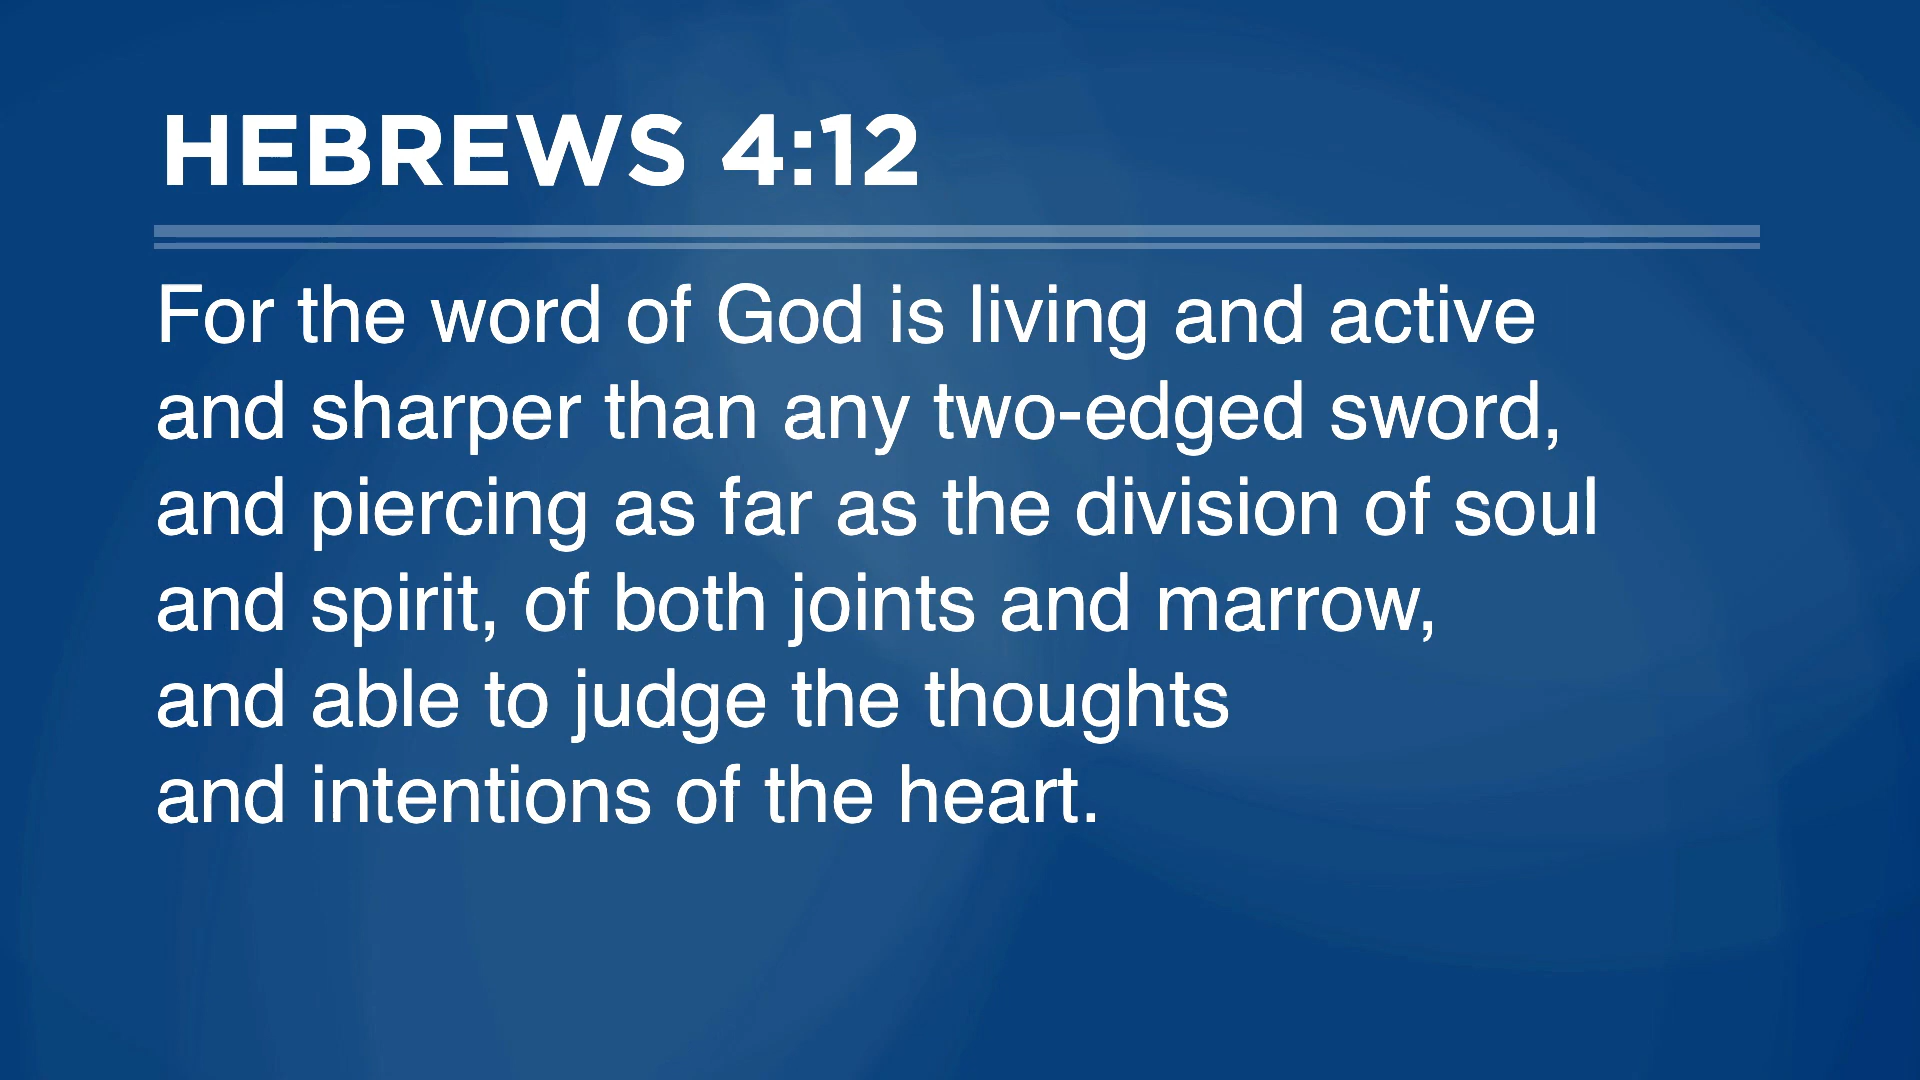 HEBREWS 4:12
For the word of God is living and active
and sharper than any two-edged sword,
and piercing as far as the division of soul
and spirit, of both joints and marrow,
and able to judge the thoughts
and intentions of the heart.